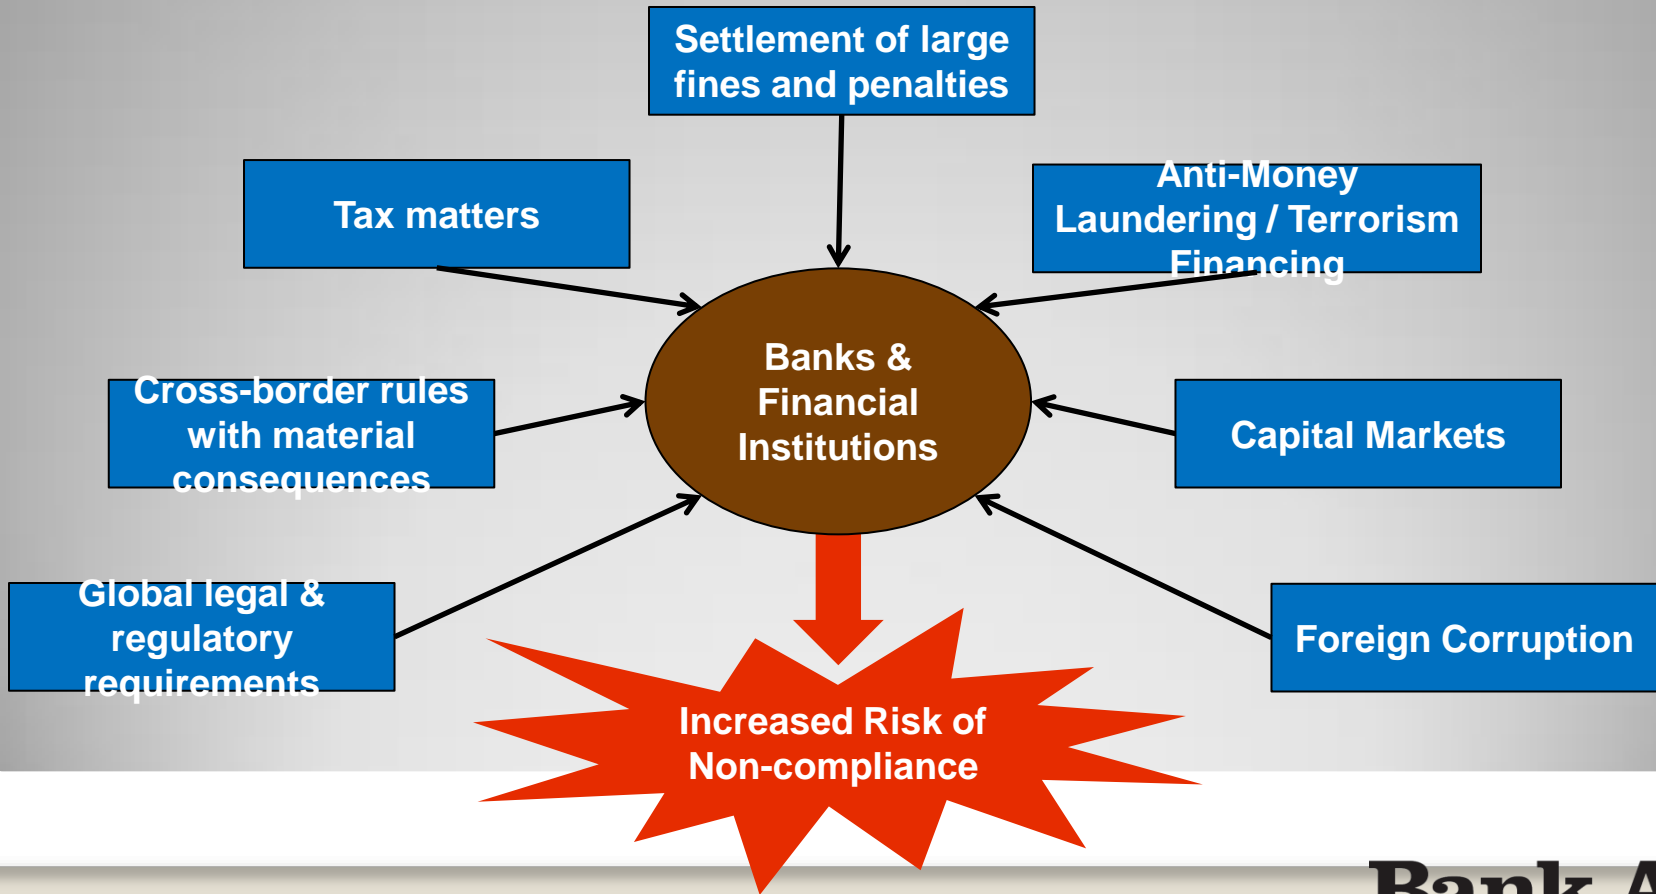 Settlement of large
fines and penalties
Tax matters
Anti-Money
Laundering / Terrorism
Financing
Banks &
Financial
Institutions
Cross-border rules
with material
consequences
Capital Markets
Global legal &
regulatory
requirements
Foreign Corruption
Increased Risk of
Non-compliance
Bank A